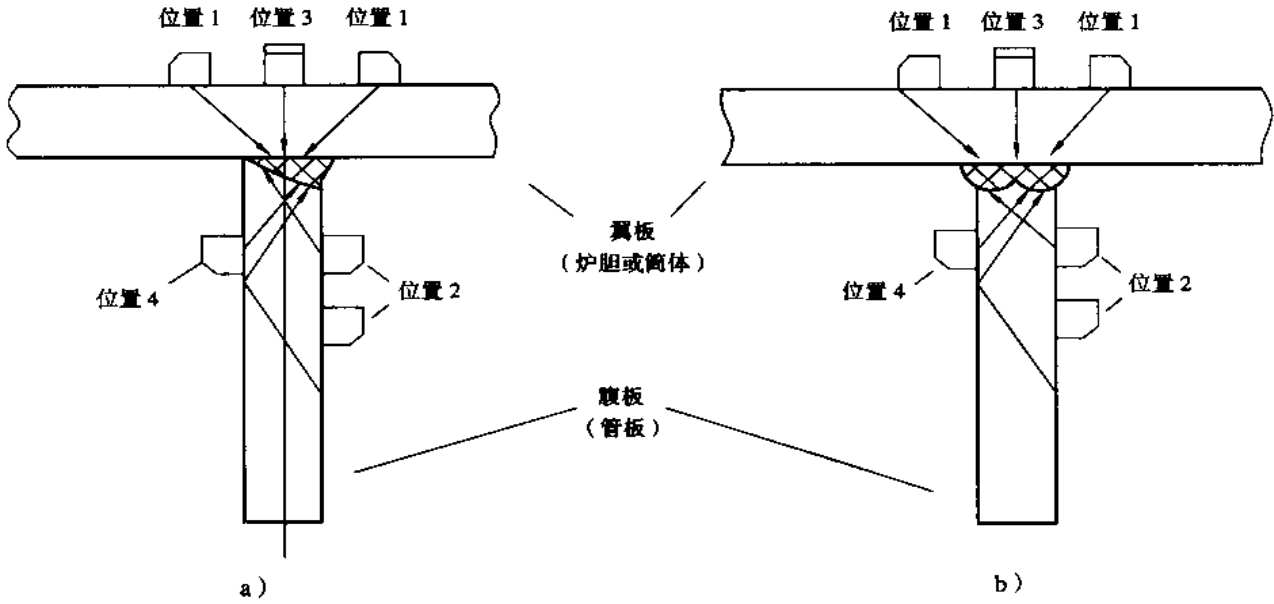 位置 1 位置 3 位置 1
位置 1 位置 3 位置 1
翼板
（炉胆或筒体）
位置 4
位置 2
位置 4
位置 2
腹板
（管板）
a）
b）